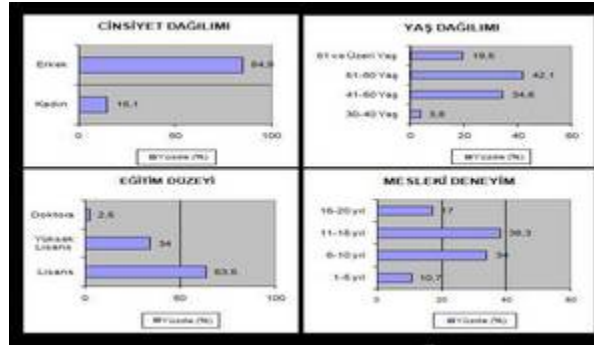 CİNSİYET DAĞILIMI
Erkek 84,9
Kadın 15,1
0 50 100
Yüzde (%)
YAŞ DAĞILIMI
61 ve Üzeri Yaş 19,5
51-60 Yaş 42,1
41-50 Yaş 34,6
30-40 Yaş 3,8
0 20 40 60
Yüzde (%)
EĞİTİM DÜZEYİ
Doktora 2,5
Yüksek
Lisans 34
Lisans 63,5
0 50 100
Yüzde (%)
MESLEKİ DENEYİM
16-20 yıl 17
11-15 yıl 38,3
6-10 yıl 34
1-5 yıl 10,7
0 20 40 60
Yüzde (%)